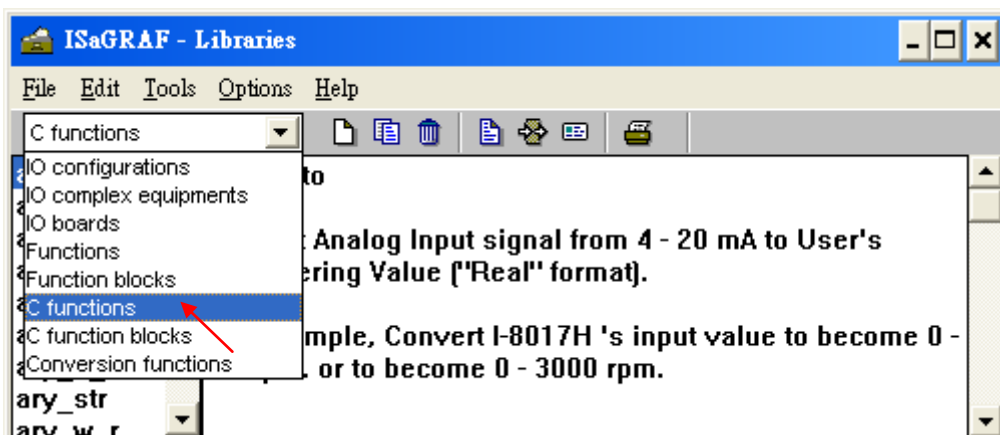 ISaGRAF - Libraries
File Edit Tools Options Help
C functions
IO configurations
IO complex equipments
IO boards
Functions
Function blocks
C functions
C function blocks
Conversion functions
ary_str
ary_w_r
to
Analog Input signal from 4 - 20 mA to User's
ering Value ("Real" format).
mple, Convert I-8017H 's input value to become 0 -
. or to become 0 - 3000 rpm.